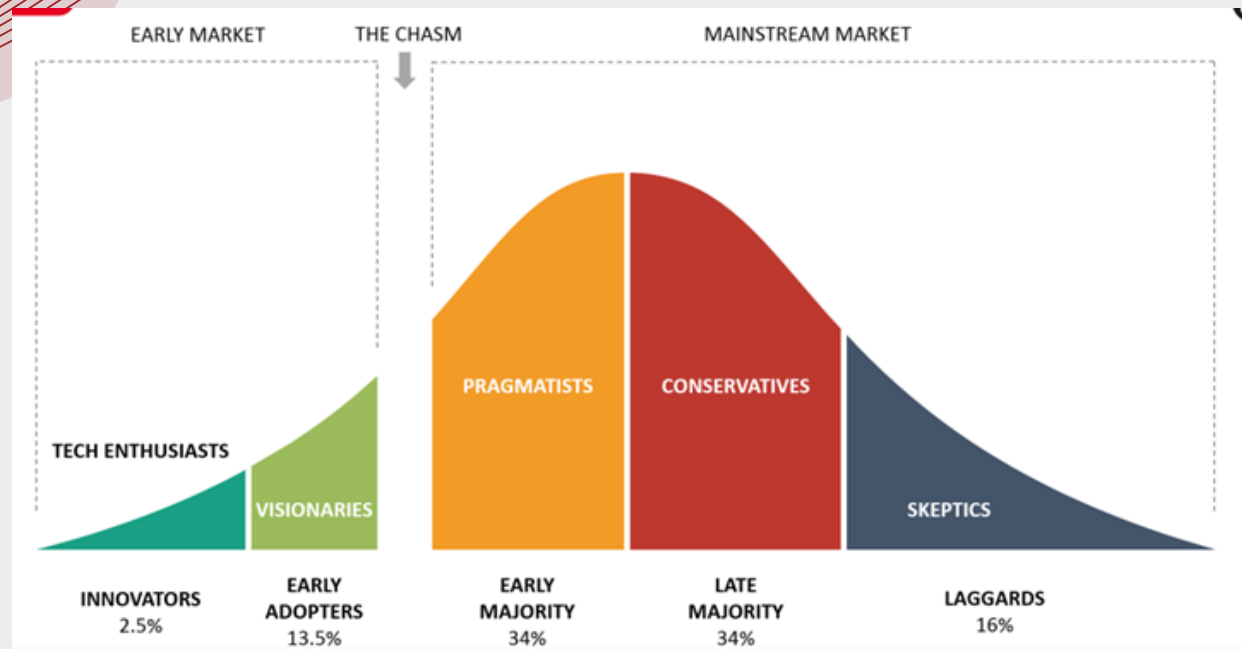 EARLY MARKET
THE CHASM
MAINSTREAM MARKET
PRAGMATISTS
CONSERVATIVES
TECH ENTHUSIASTS
VISIONARIES
SKEPTICS
INNOVATORS
2.5%
EARLY
ADOPTERS
13.5%
EARLY
MAJORITY
34%
LATE
MAJORITY
34%
LAGGARDS
16%